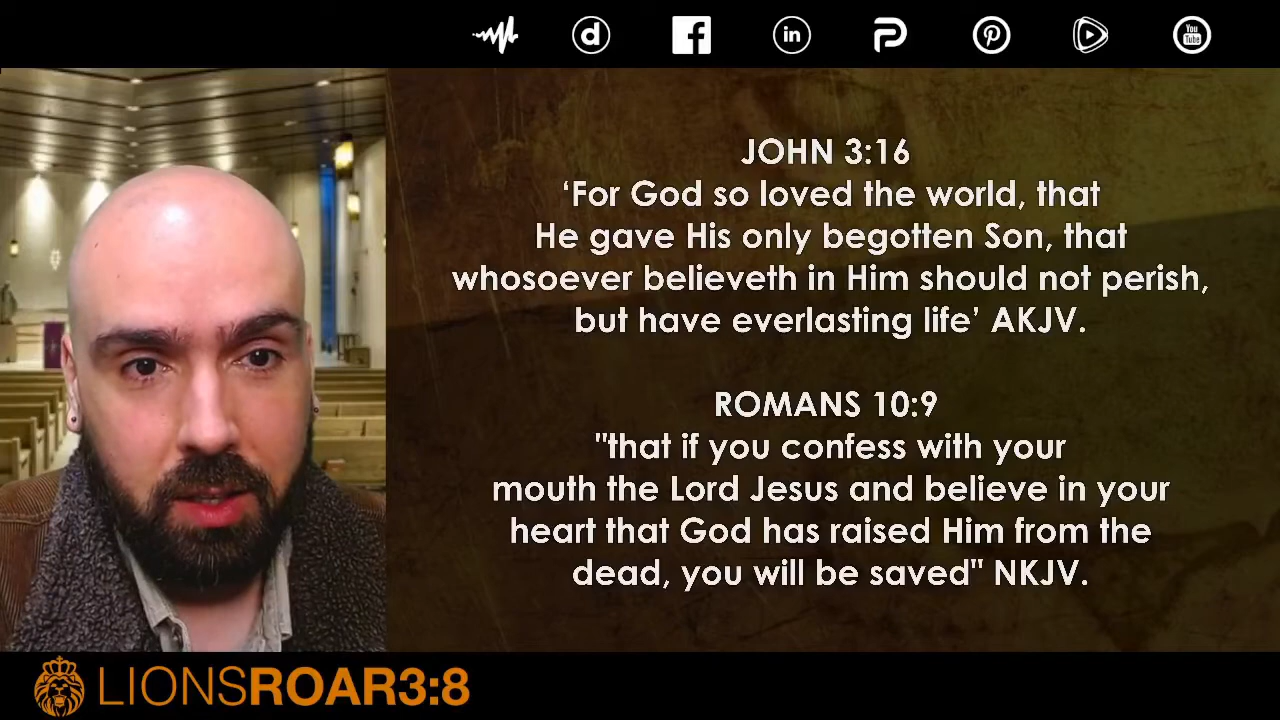 You
Tube
JOHN 3:16
‘For God so loved the world, that
He gave His only begotten Son, that
whosoever believeth in Him should not perish,
but have everlasting life’ AKJV.
ROMANS 10:9
"that if you confess with your
mouth the Lord Jesus and believe in your
heart that God has raised Him from the
dead, you will be saved" NKJV.
LIONSROAR3:8